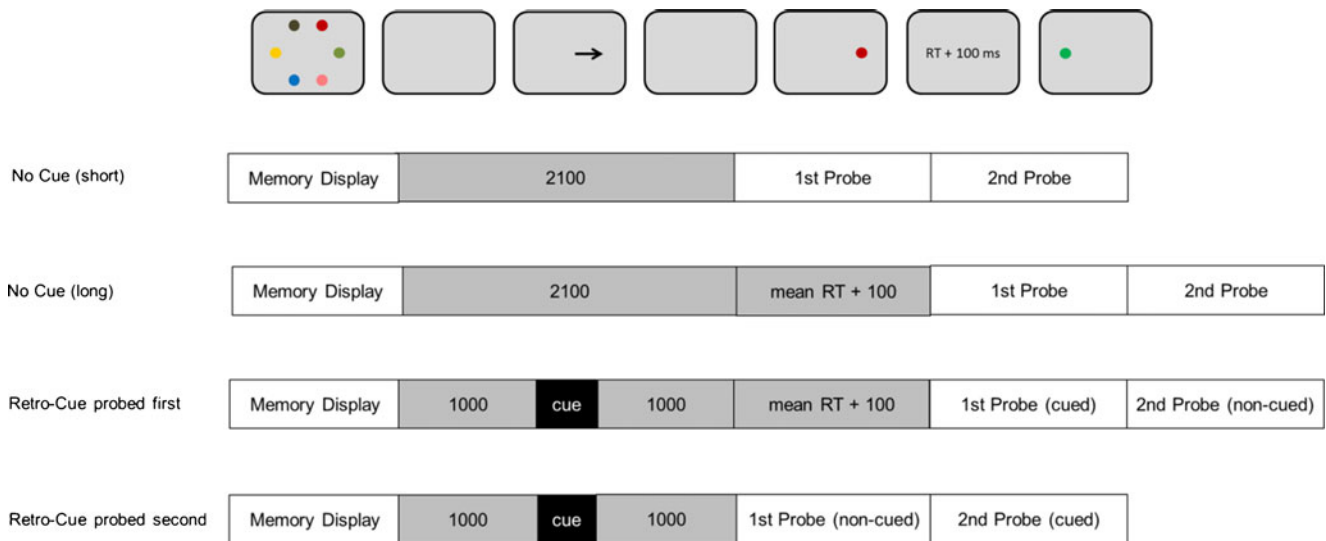 RT + 100 ms
No Cue (short) Memory Display 2100 1st Probe 2nd Probe
No Cue (long) Memory Display 2100 mean RT + 100 1st Probe 2nd Probe
Retro-Cue probed first Memory Display 1000 cue 1000 mean RT + 100 1st Probe (cued) 2nd Probe (non-cued)
Retro-Cue probed second Memory Display 1000 cue 1000 1st Probe (non-cued) 2nd Probe (cued)